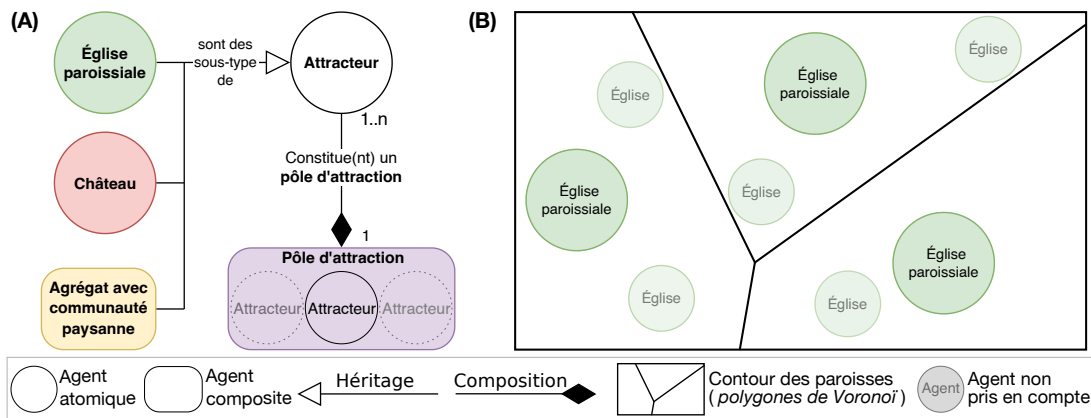 (A)
Église
paroissiale
sont des
sous-type
de
Attracteur
1..n
Château
Constitue(nt) un
pôle d'attraction
1
Agrégat avec
communauté
paysanne
Pôle d'attraction
Attracteur
Attracteur
Attracteur
(B)
Église
Église
paroissiale
Église
Église
paroissiale
Église
Église
paroissiale
Église
Église
Agent
atomique
Agent
composite
Héritage
Composition
Contour des paroisses
(polygones de Voronoï)
Agent
Agent non
pris en compte